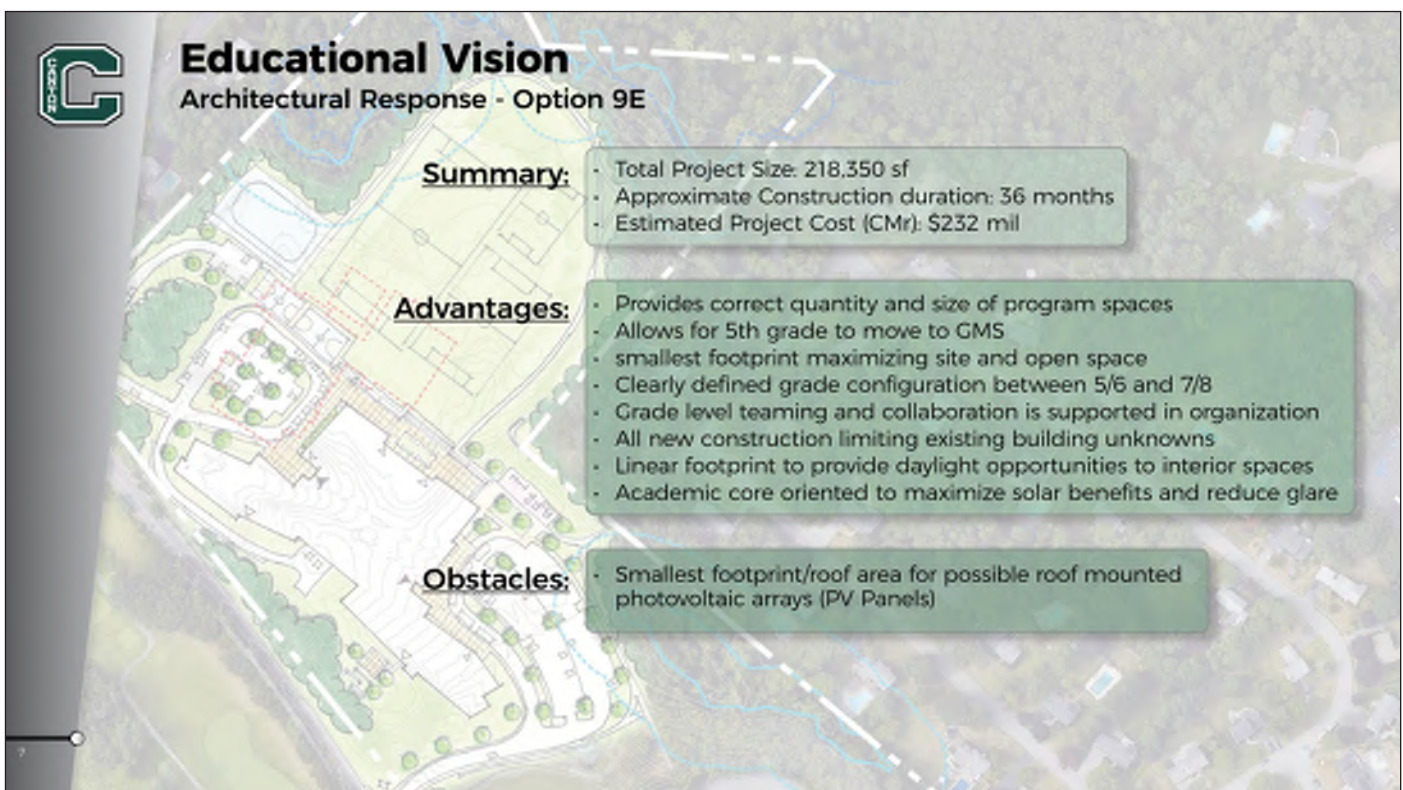 CANTON
C
Educational Vision
Architectural Response - Option 9E
Summary:
- Total Project Size: 218,350 sf
- Approximate Construction duration: 36 months
- Estimated Project Cost (CMr): $232 mil
Advantages:
- Provides correct quantity and size of program spaces
- Allows for 5th grade to move to GMS
- smallest footprint maximizing site and open space
- Clearly defined grade configuration between 5/6 and 7/8
- Grade level teaming and collaboration is supported in organization
- All new construction limiting existing building unknowns
- Linear footprint to provide daylight opportunities to interior spaces
- Academic core oriented to maximize solar benefits and reduce glare
Obstacles:
- Smallest footprint/roof area for possible roof mounted
photovoltaic arrays (PV Panels)
7